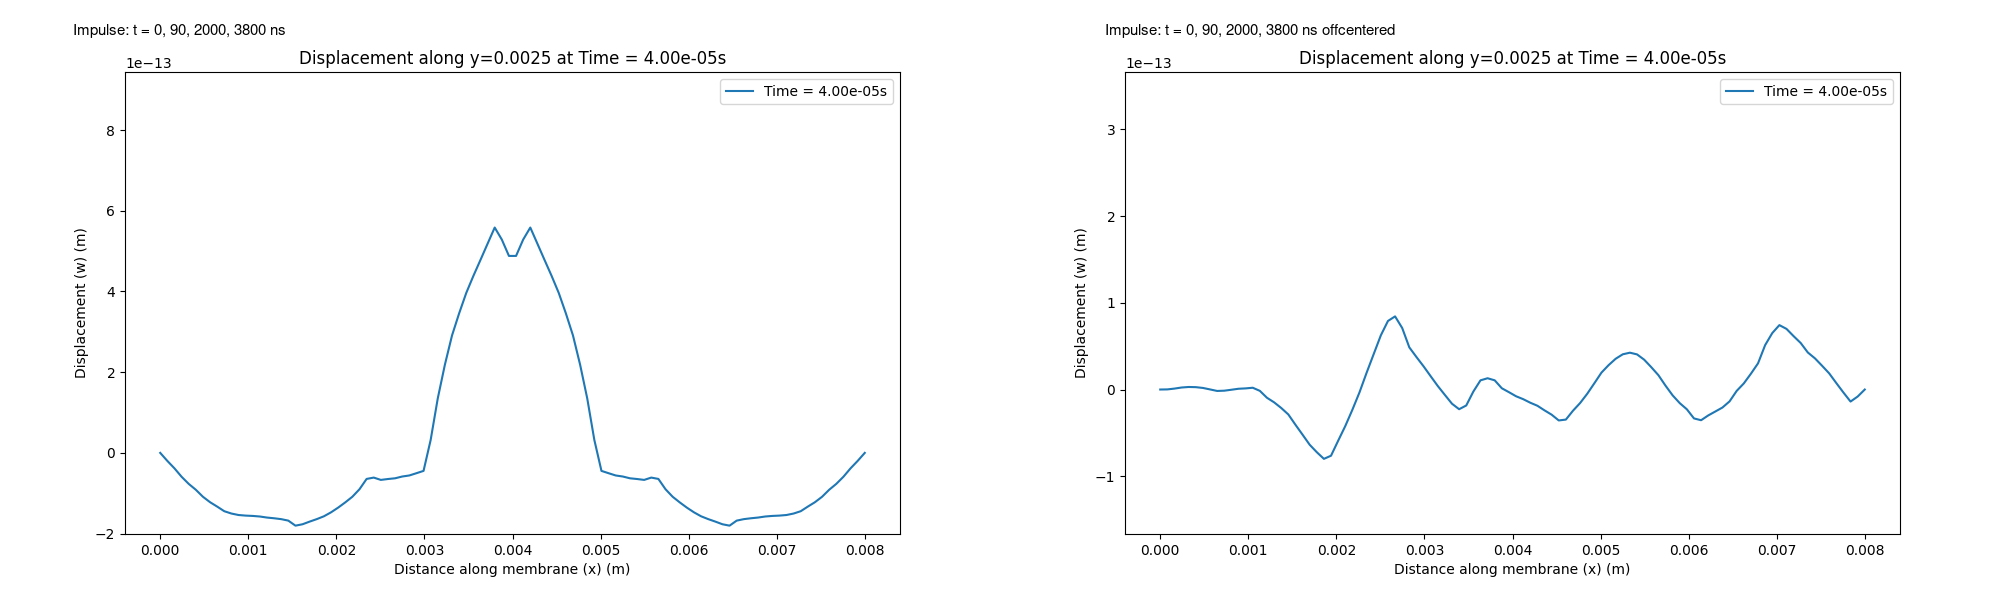 Impulse: t = 0, 90, 2000, 3800 ns
Displacement along y=0.0025 at Time = 4.00e-05s
1e−13
Time = 4.00e-05s
8
6
4
2
0
−2
Displacement (w) (m)
0.000 0.001 0.002 0.003 0.004 0.005 0.006 0.007 0.008
Distance along membrane (x) (m)
Impulse: t = 0, 90, 2000, 3800 ns offcentered
Displacement along y=0.0025 at Time = 4.00e-05s
1e−13
Time = 4.00e-05s
3
2
1
0
−1
Displacement (w) (m)
0.000 0.001 0.002 0.003 0.004 0.005 0.006 0.007 0.008
Distance along membrane (x) (m)